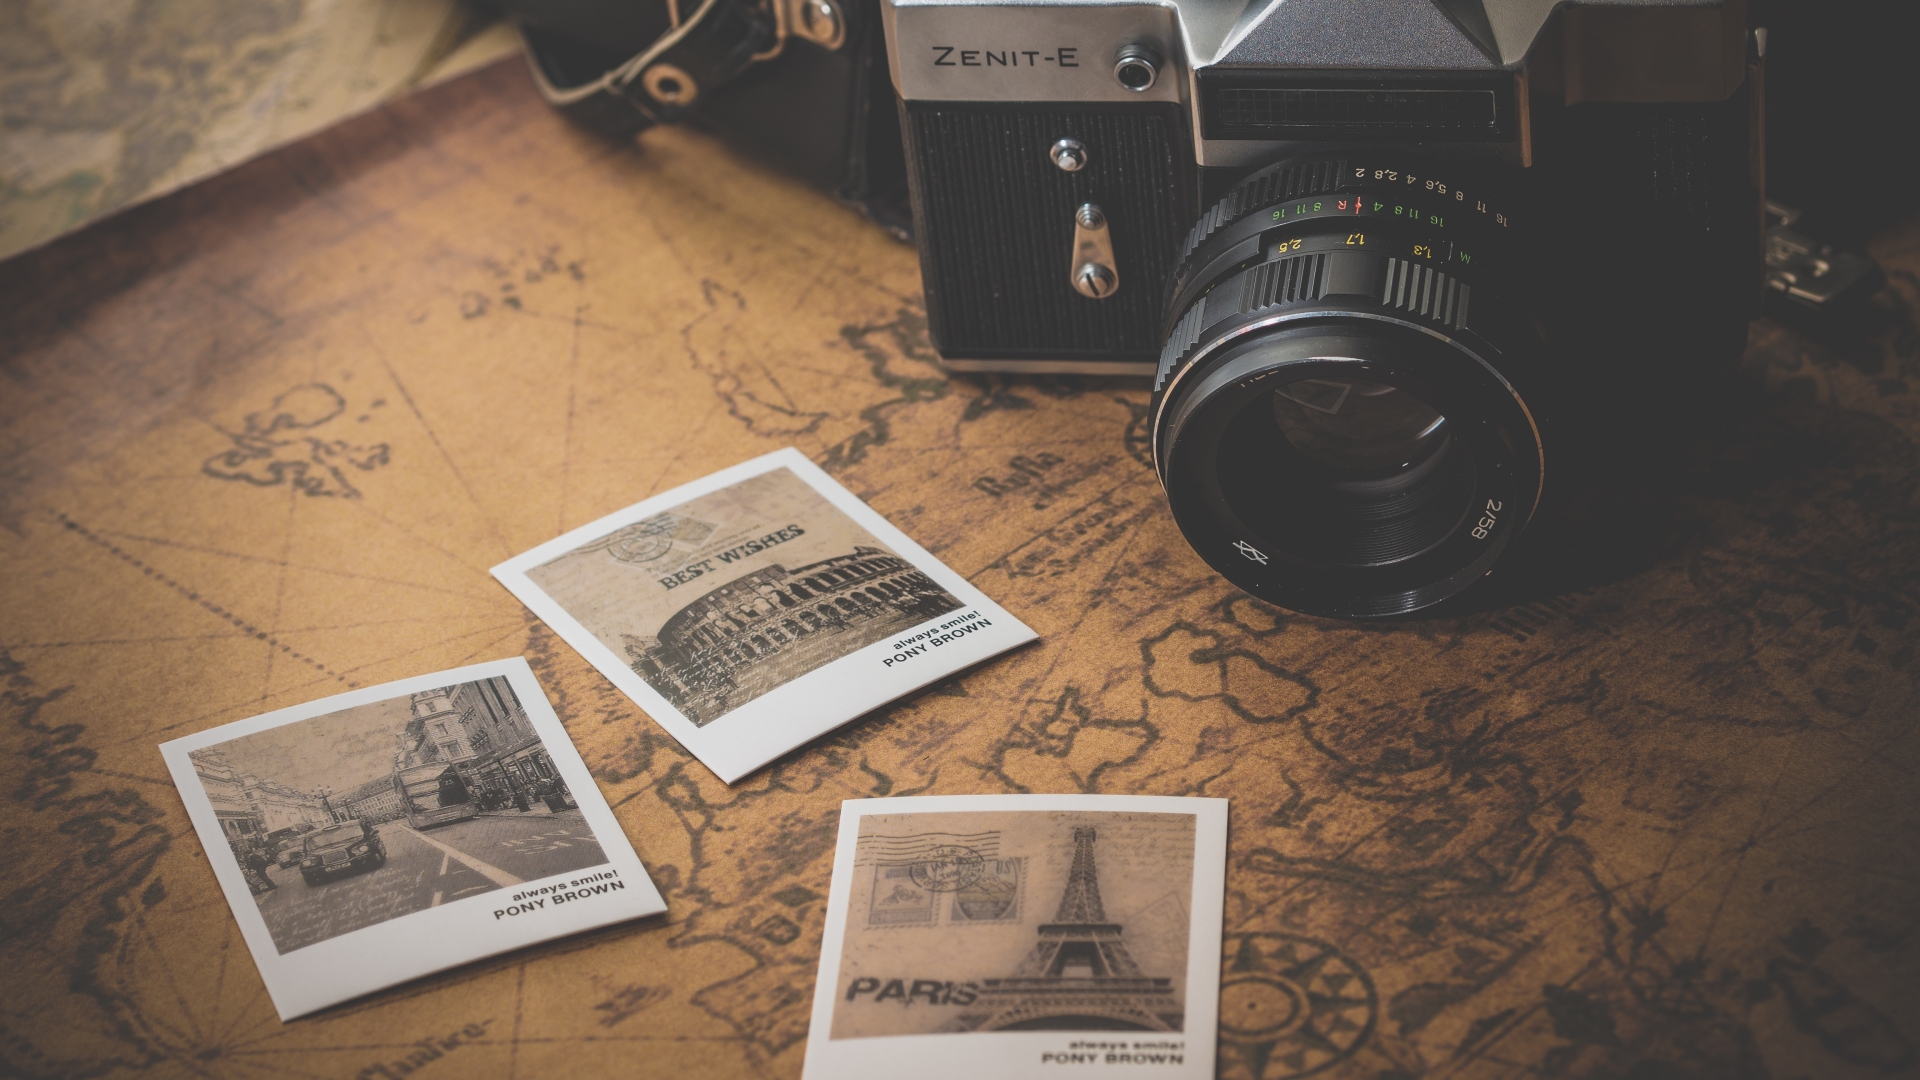 ZENIT-E
2 2,8 4 5,6 8 11 16
16 11 8 R 4 8 11 16
2,5 1,7 1,3 M
2/58
Ruffia
BEST WISHES
always smile!
PONY BROWN
always smile!
PONY BROWN
PARIS
always smile!
PONY BROWN